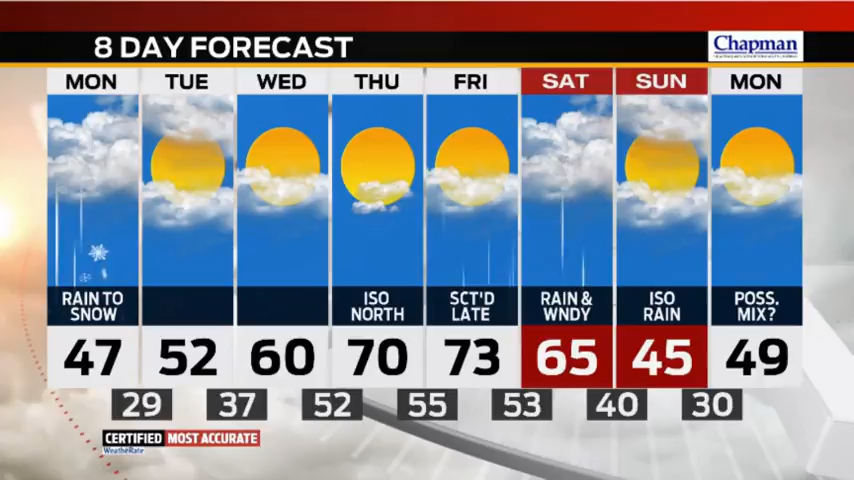 8 DAY FORECAST
Chapman
MON TUE WED THU FRI SAT SUN MON
RAIN TO SNOW
ISO NORTH
SCT'D LATE
RAIN & WNDY
ISO RAIN
POSS. MIX?
47 52 60 70 73 65 45 49
29 37 52 55 53 40 30
CERTIFIED MOST ACCURATE
WeatheRate